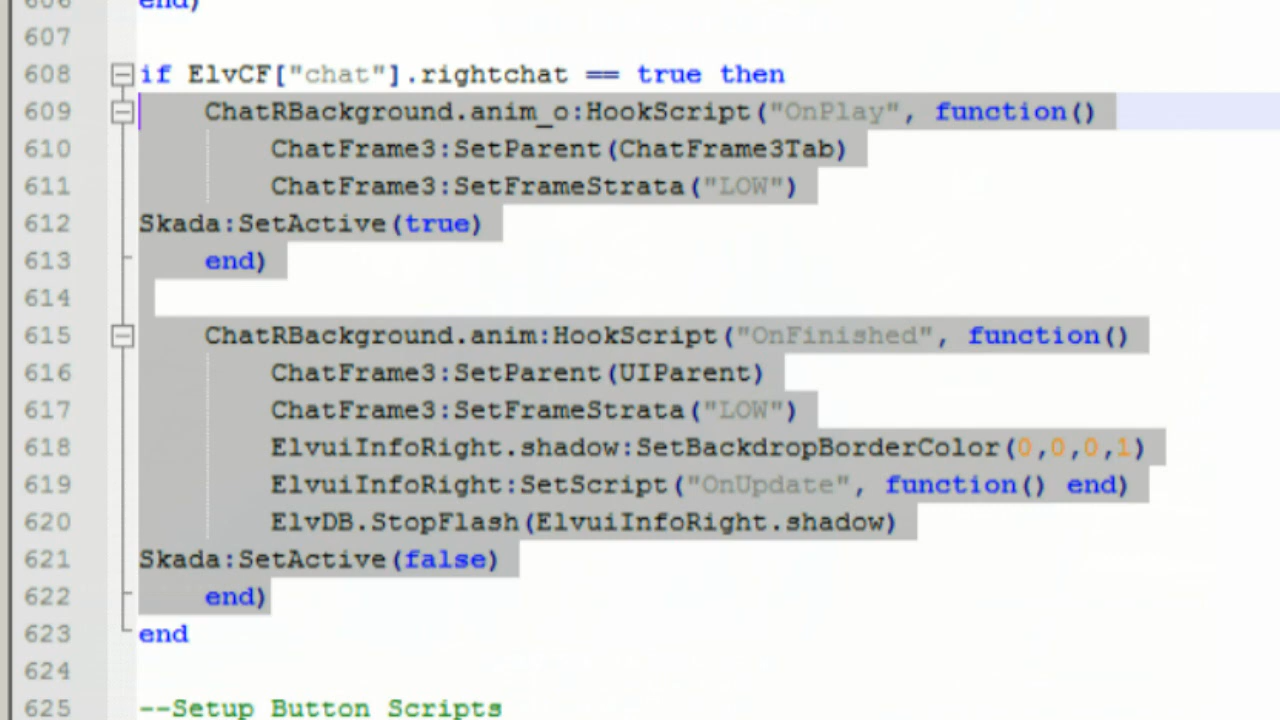 606 end)
607
608 if ElvCF["chat"].rightchat == true then
609 ChatRBackground.anim_o:HookScript("OnPlay", function()
610 ChatFrame3:SetParent(ChatFrame3Tab)
611 ChatFrame3:SetFrameStrata("LOW")
612 Skada:SetActive(true)
613 end)
614
615 ChatRBackground.anim:HookScript("OnFinished", function()
616 ChatFrame3:SetParent(UIParent)
617 ChatFrame3:SetFrameStrata("LOW")
618 ElvuiInfoRight.shadow:SetBackdropBorderColor(0,0,0,1)
619 ElvuiInfoRight:SetScript("OnUpdate", function() end)
620 ElvDB.StopFlash(ElvuiInfoRight.shadow)
621 Skada:SetActive(false)
622 end)
623 end
624
625 --Setup Button Scripts